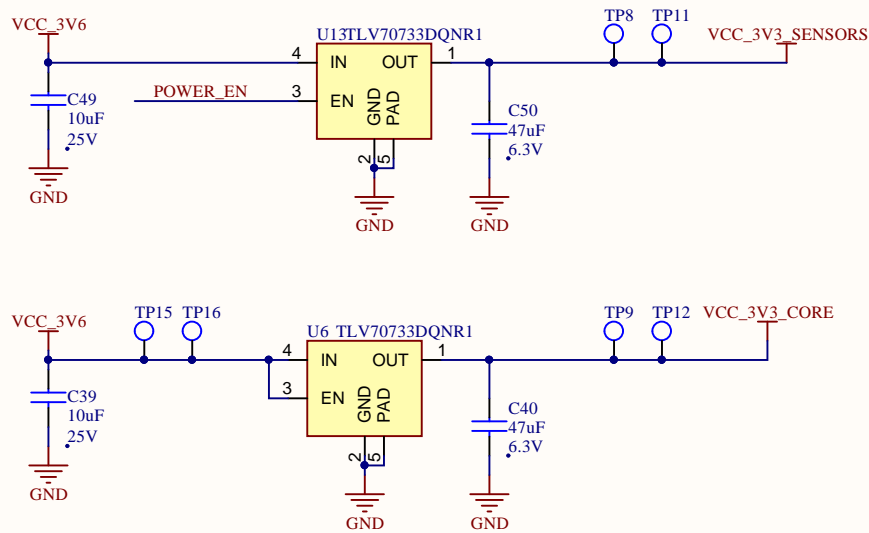 VCC_3V6
U13TLV70733DQNR1
TP8
TP11
VCC_3V3_SENSORS
4
IN
OUT
1
POWER_EN
3
EN
GND
PAD
C49
10uF
25V
C50
47uF
6.3V
2
5
GND
GND
GND
VCC_3V6
TP15
TP16
U6 TLV70733DQNR1
TP9
TP12
VCC_3V3_CORE
4
IN
OUT
1
3
EN
GND
PAD
C39
10uF
25V
C40
47uF
6.3V
2
5
GND
GND
GND